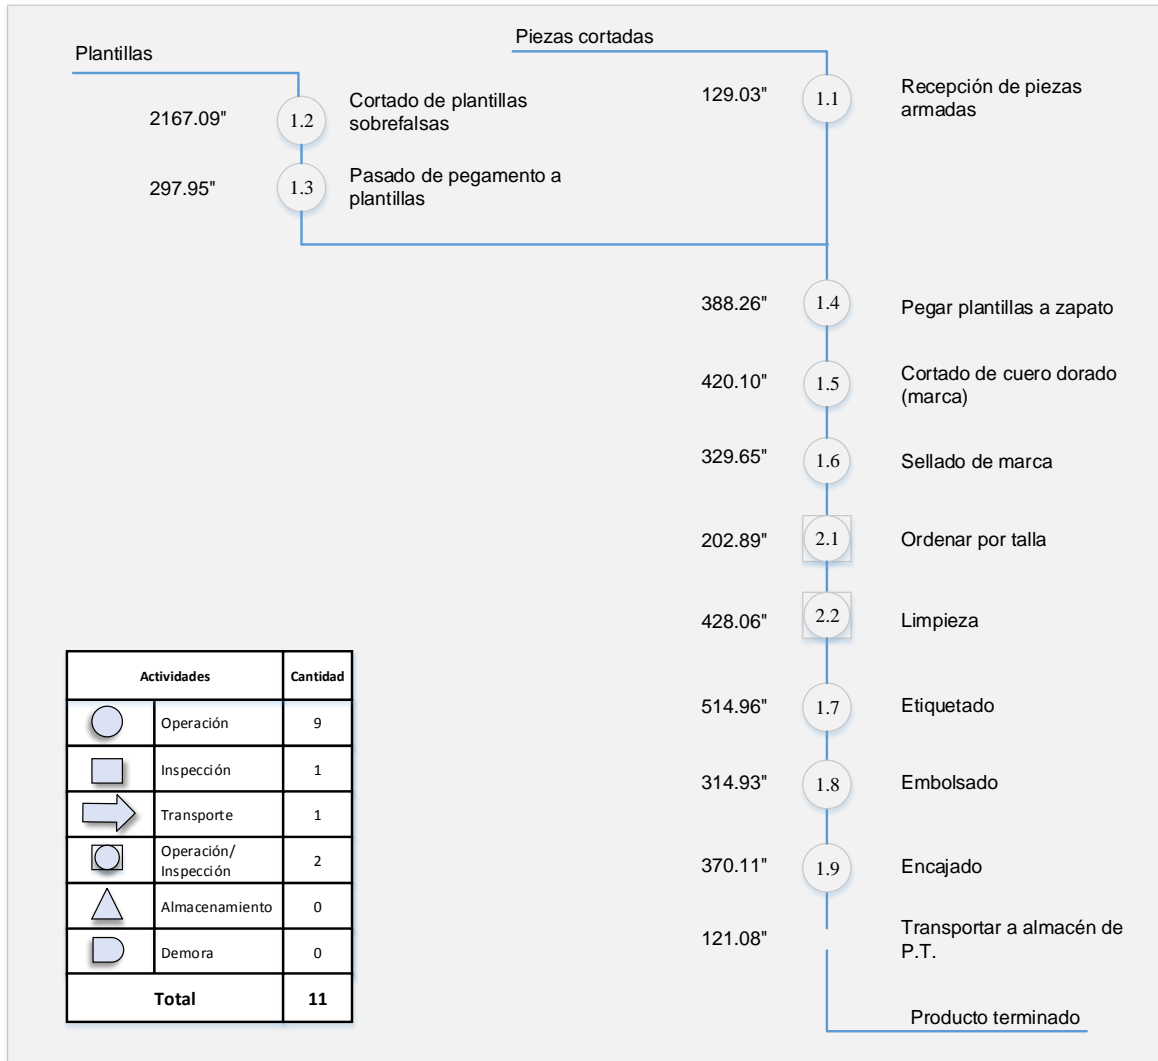 Plantillas
Piezas cortadas
2167.09"
1.2
Cortado de plantillas
sobrefalsas
129.03"
1.1
Recepción de piezas
armadas
297.95"
1.3
Pasado de pegamento a
plantillas
388.26"
1.4
Pegar plantillas a zapato
420.10"
1.5
Cortado de cuero dorado
(marca)
329.65"
1.6
Sellado de marca
202.89"
2.1
Ordenar por talla
428.06"
2.2
Limpieza
514.96"
1.7
Etiquetado
314.93"
1.8
Embolsado
370.11"
1.9
Encajado
121.08"
Transportar a almacén de
P.T.
Producto terminado
Actividades Cantidad
Operación 9
Inspección 1
Transporte 1
Operación/
Inspección 2
Almacenamiento 0
Demora 0
Total 11